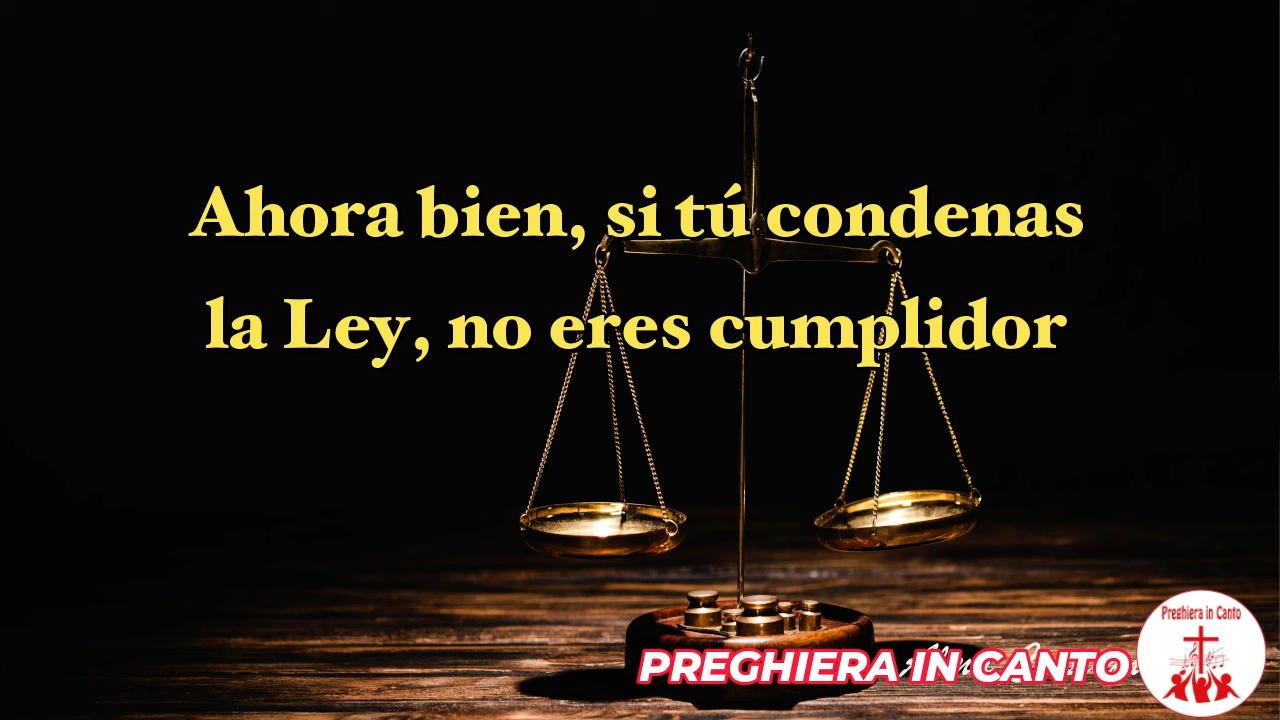 Ahora bien, si tú condenas
la Ley, no eres cumplidor
PREGHIERA IN CANTO
Preghiera in Canto